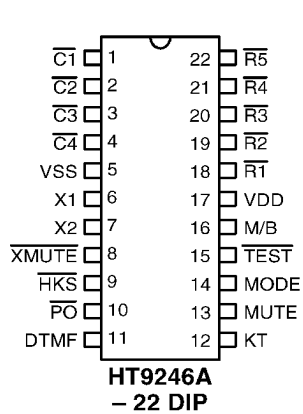 C1 1 22 R5
C2 2 21 R4
C3 3 20 R3
C4 4 19 R2
VSS 5 18 R1
X1 6 17 VDD
X2 7 16 M/B
XMUTE 8 15 TEST
HKS 9 14 MODE
PO 10 13 MUTE
DTMF 11 12 KT
HT9246A
– 22 DIP